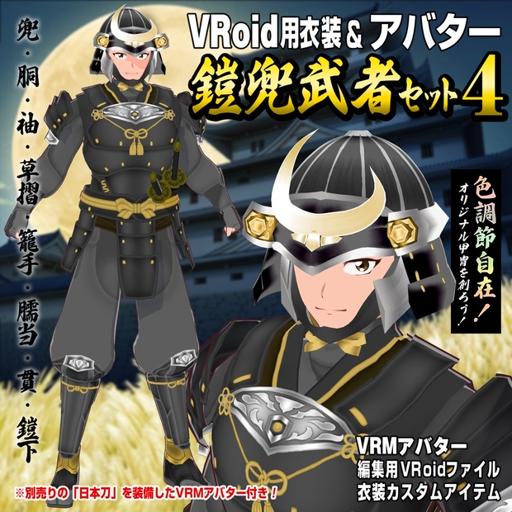 VRoid用衣装&アバター
鎧兜武者セット4
兜・胴・袖・草摺・籠手・臑当・貫・鎧下
色調節自在!
オリジナル甲冑を創ろう!
VRMアバター
編集用VRoidファイル
衣装カスタムアイテム
※別売りの「日本刀」を装備したVRMアバター付き!